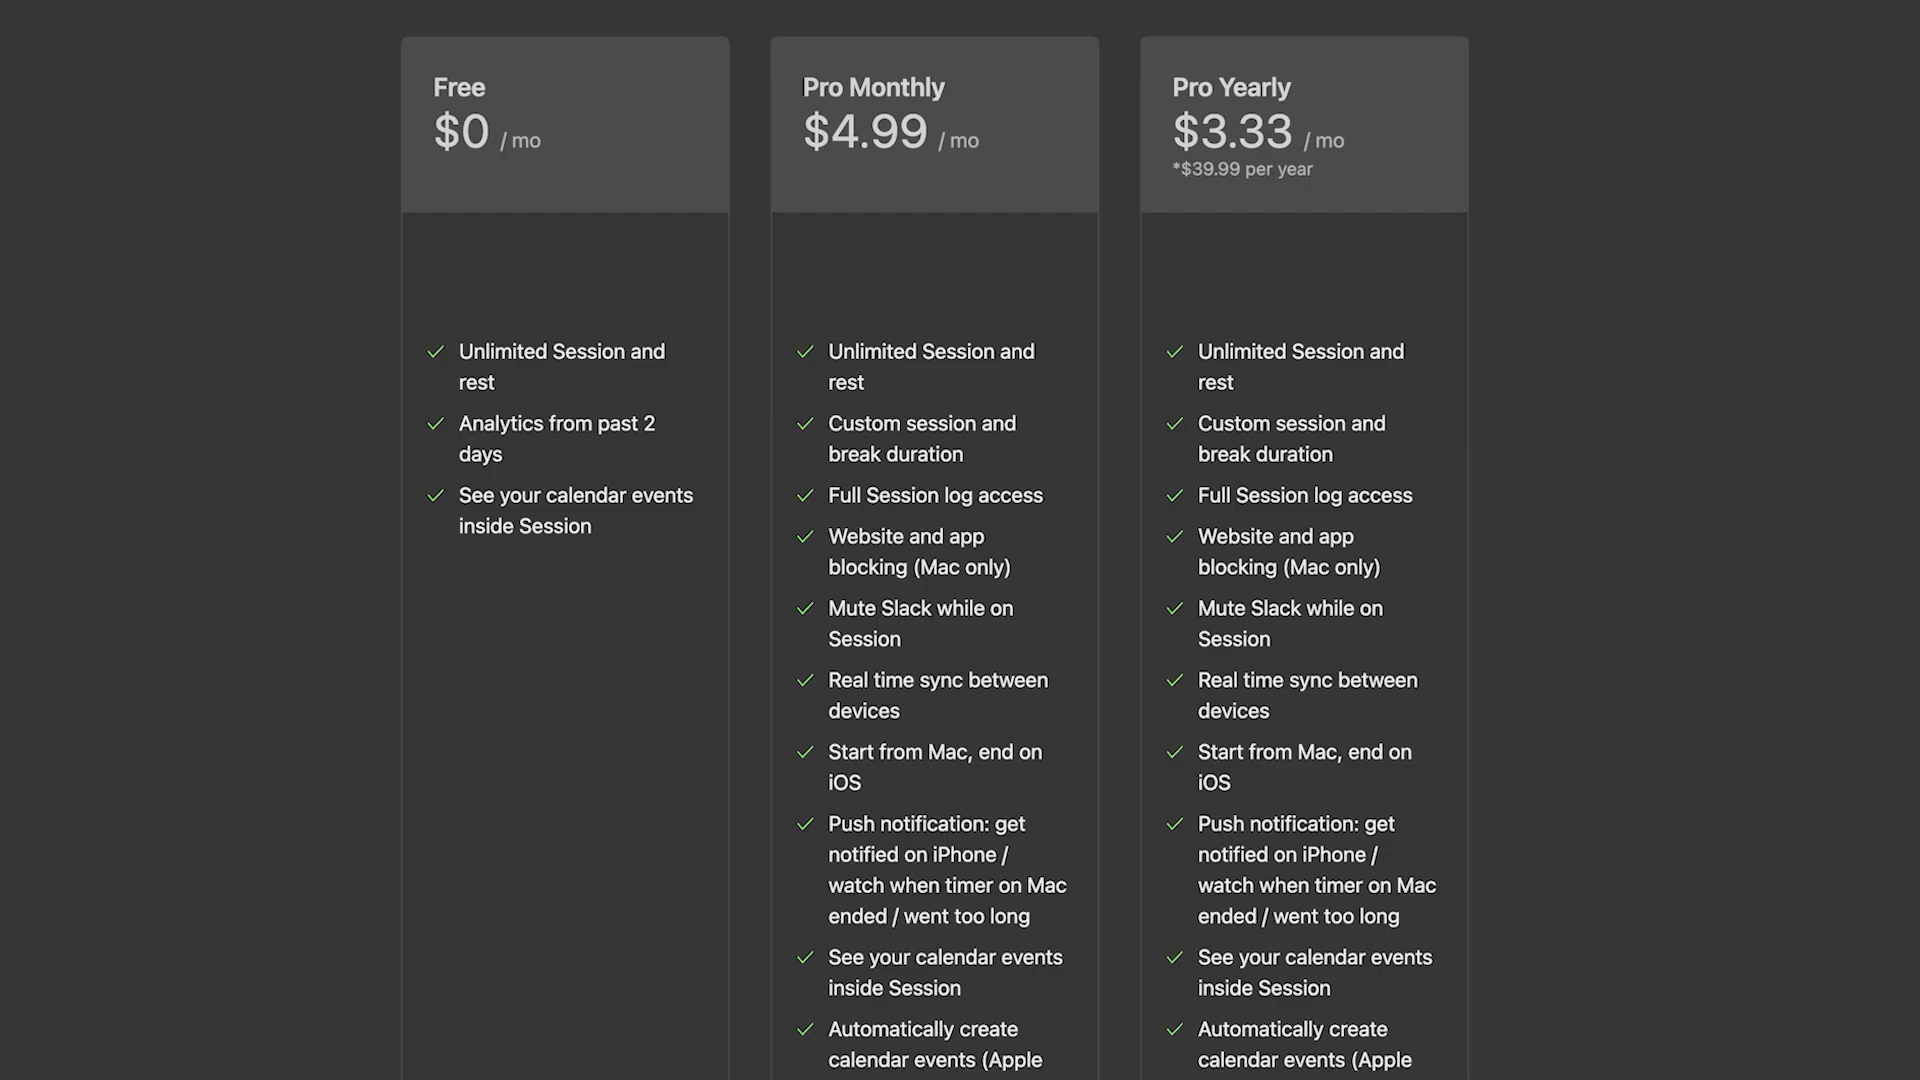 Free
$0 / mo
Unlimited Session and
rest
Analytics from past 2
days
See your calendar events
inside Session
Pro Monthly
$4.99 / mo
Unlimited Session and
rest
Custom session and
break duration
Full Session log access
Website and app
blocking (Mac only)
Mute Slack while on
Session
Real time sync between
devices
Start from Mac, end on
iOS
Push notification: get
notified on iPhone /
watch when timer on Mac
ended / went too long
See your calendar events
inside Session
Automatically create
calendar events (Apple
Pro Yearly
$3.33 / mo
*$39.99 per year
Unlimited Session and
rest
Custom session and
break duration
Full Session log access
Website and app
blocking (Mac only)
Mute Slack while on
Session
Real time sync between
devices
Start from Mac, end on
iOS
Push notification: get
notified on iPhone /
watch when timer on Mac
ended / went too long
See your calendar events
inside Session
Automatically create
calendar events (Apple